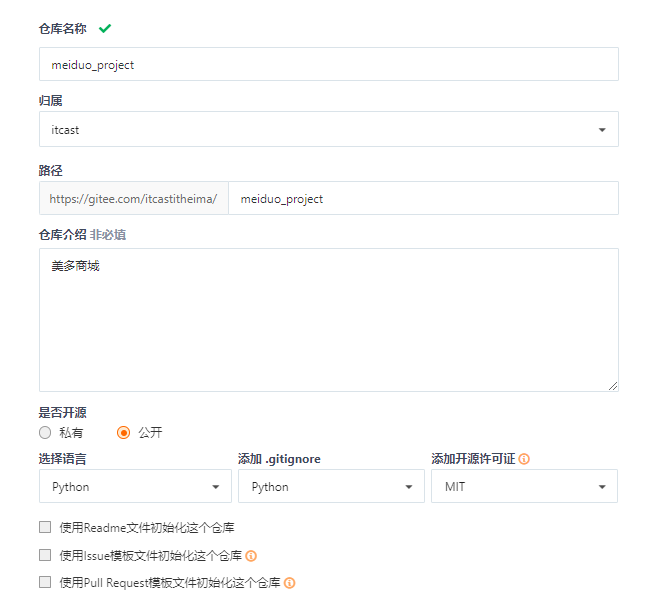 仓库名称
meiduo_project
归属
itcast
路径
https://gitee.com/itcastitheima/ meiduo_project
仓库介绍 非必填
美多商域
是否开源
私有 公开
选择语言 添加 .gitignore 添加开源许可证
Python Python MIT
使用Readme文件初始化这个仓库
使用Issue模板文件初始化这个仓库
使用Pull Request模板文件初始化这个仓库